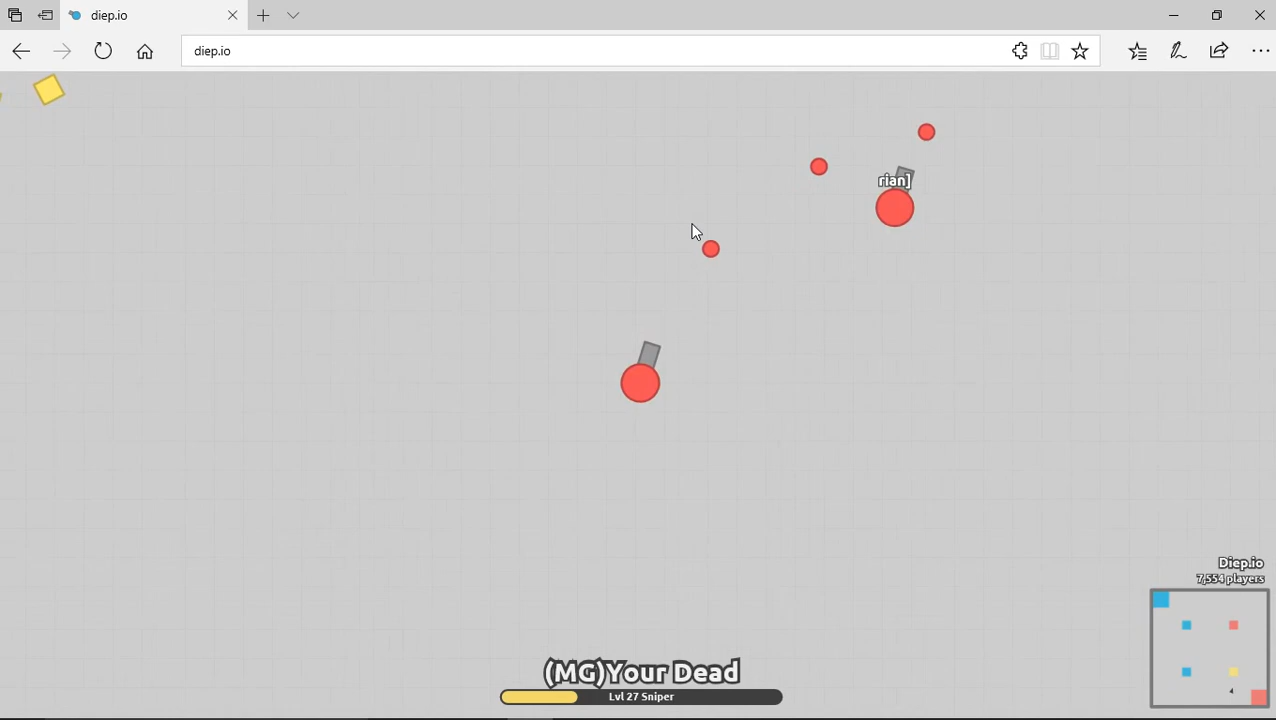 diep.io
diep.io
rian]
Diep.io
7,554 players
(MG)Your Dead
Lvl 27 Sniper